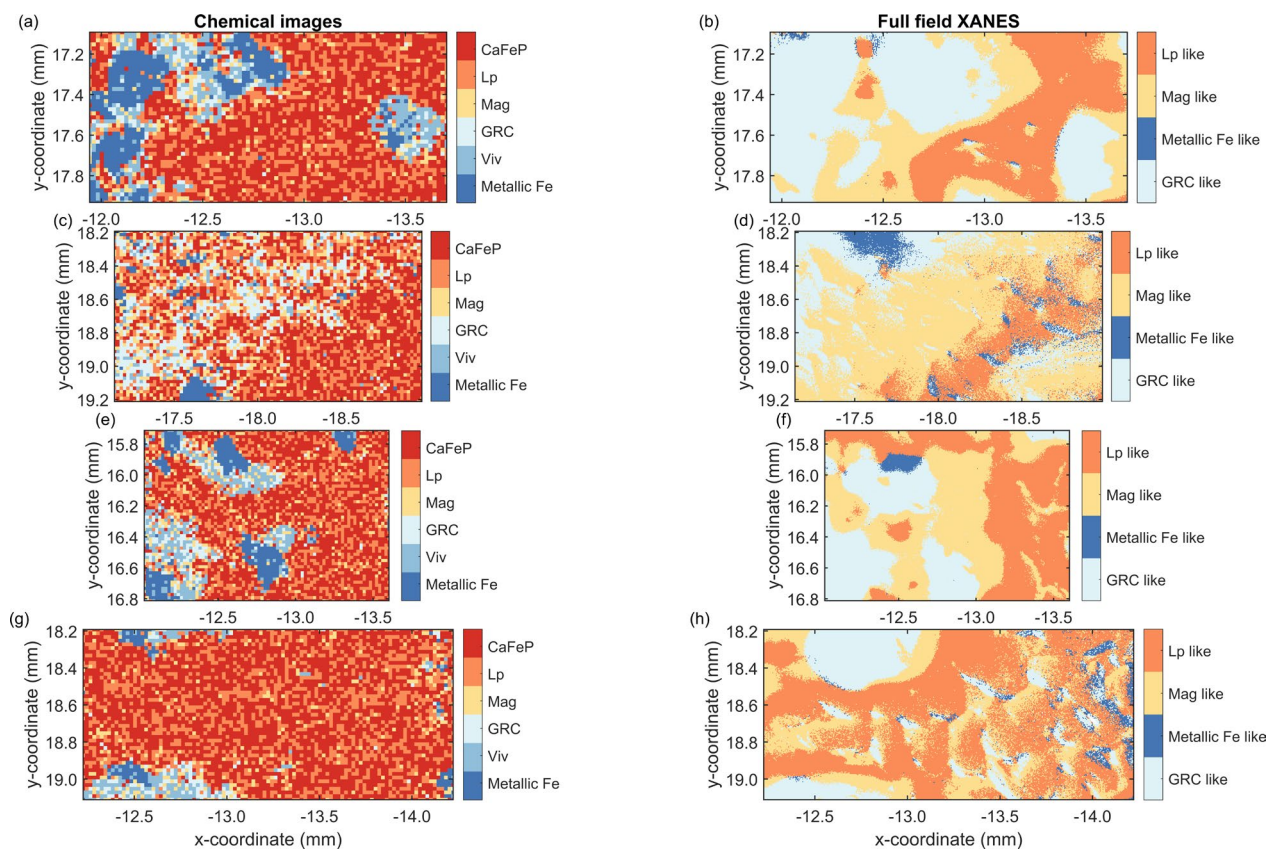 Chemical images
Full field XANES
(a)
17.2
17.4
17.6
17.8
y-coordinate (mm)
-12.0
-12.5
-13.0
-13.5
CaFeP
Lp
Mag
GRC
Viv
Metallic Fe
(b)
17.2
17.4
17.6
17.8
y-coordinate (mm)
-12.0
-12.5
-13.0
-13.5
Lp like
Mag like
Metallic Fe like
GRC like
(c)
18.2
18.4
18.6
18.8
19.0
19.2
y-coordinate (mm)
-17.5
-18.0
-18.5
CaFeP
Lp
Mag
GRC
Viv
Metallic Fe
(d)
18.2
18.4
18.6
18.8
19.0
19.2
y-coordinate (mm)
-17.5
-18.0
-18.5
Lp like
Mag like
Metallic Fe like
GRC like
(e)
15.8
16.0
16.2
16.4
16.6
16.8
y-coordinate (mm)
-12.5
-13.0
-13.5
CaFeP
Lp
Mag
GRC
Viv
Metallic Fe
(f)
15.8
16.0
16.2
16.4
16.6
16.8
y-coordinate (mm)
-12.5
-13.0
-13.5
Lp like
Mag like
Metallic Fe like
GRC like
(g)
18.2
18.4
18.6
18.8
19.0
y-coordinate (mm)
-12.5
-13.0
-13.5
-14.0
x-coordinate (mm)
CaFeP
Lp
Mag
GRC
Viv
Metallic Fe
(h)
18.2
18.4
18.6
18.8
19.0
y-coordinate (mm)
-12.5
-13.0
-13.5
-14.0
x-coordinate (mm)
Lp like
Mag like
Metallic Fe like
GRC like